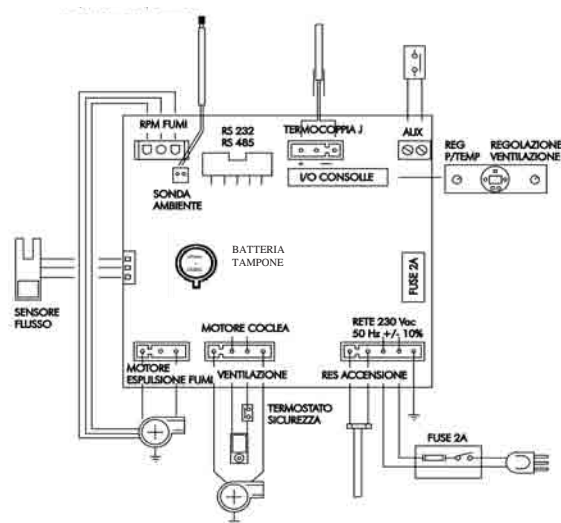 RPM FUMI
RS 232
RS 485
TERMOCOPPIA J
AUX
REG
P/TEMP
REGOLAZIONE
VENTILAZIONE
I/O CONSOLLE
SONDA
AMBIENTE
BATTERIA
TAMPONE
FUSE 2A
SENSORE
FLUSSO
MOTORE COCLEA
RETE 230 Vac
50 Hz +/- 10%
MOTORE
ESPULSIONE FUMI
VENTILAZIONE
RES ACCENSIONE
TERMOSTATO
SICUREZZA
FUSE 2A